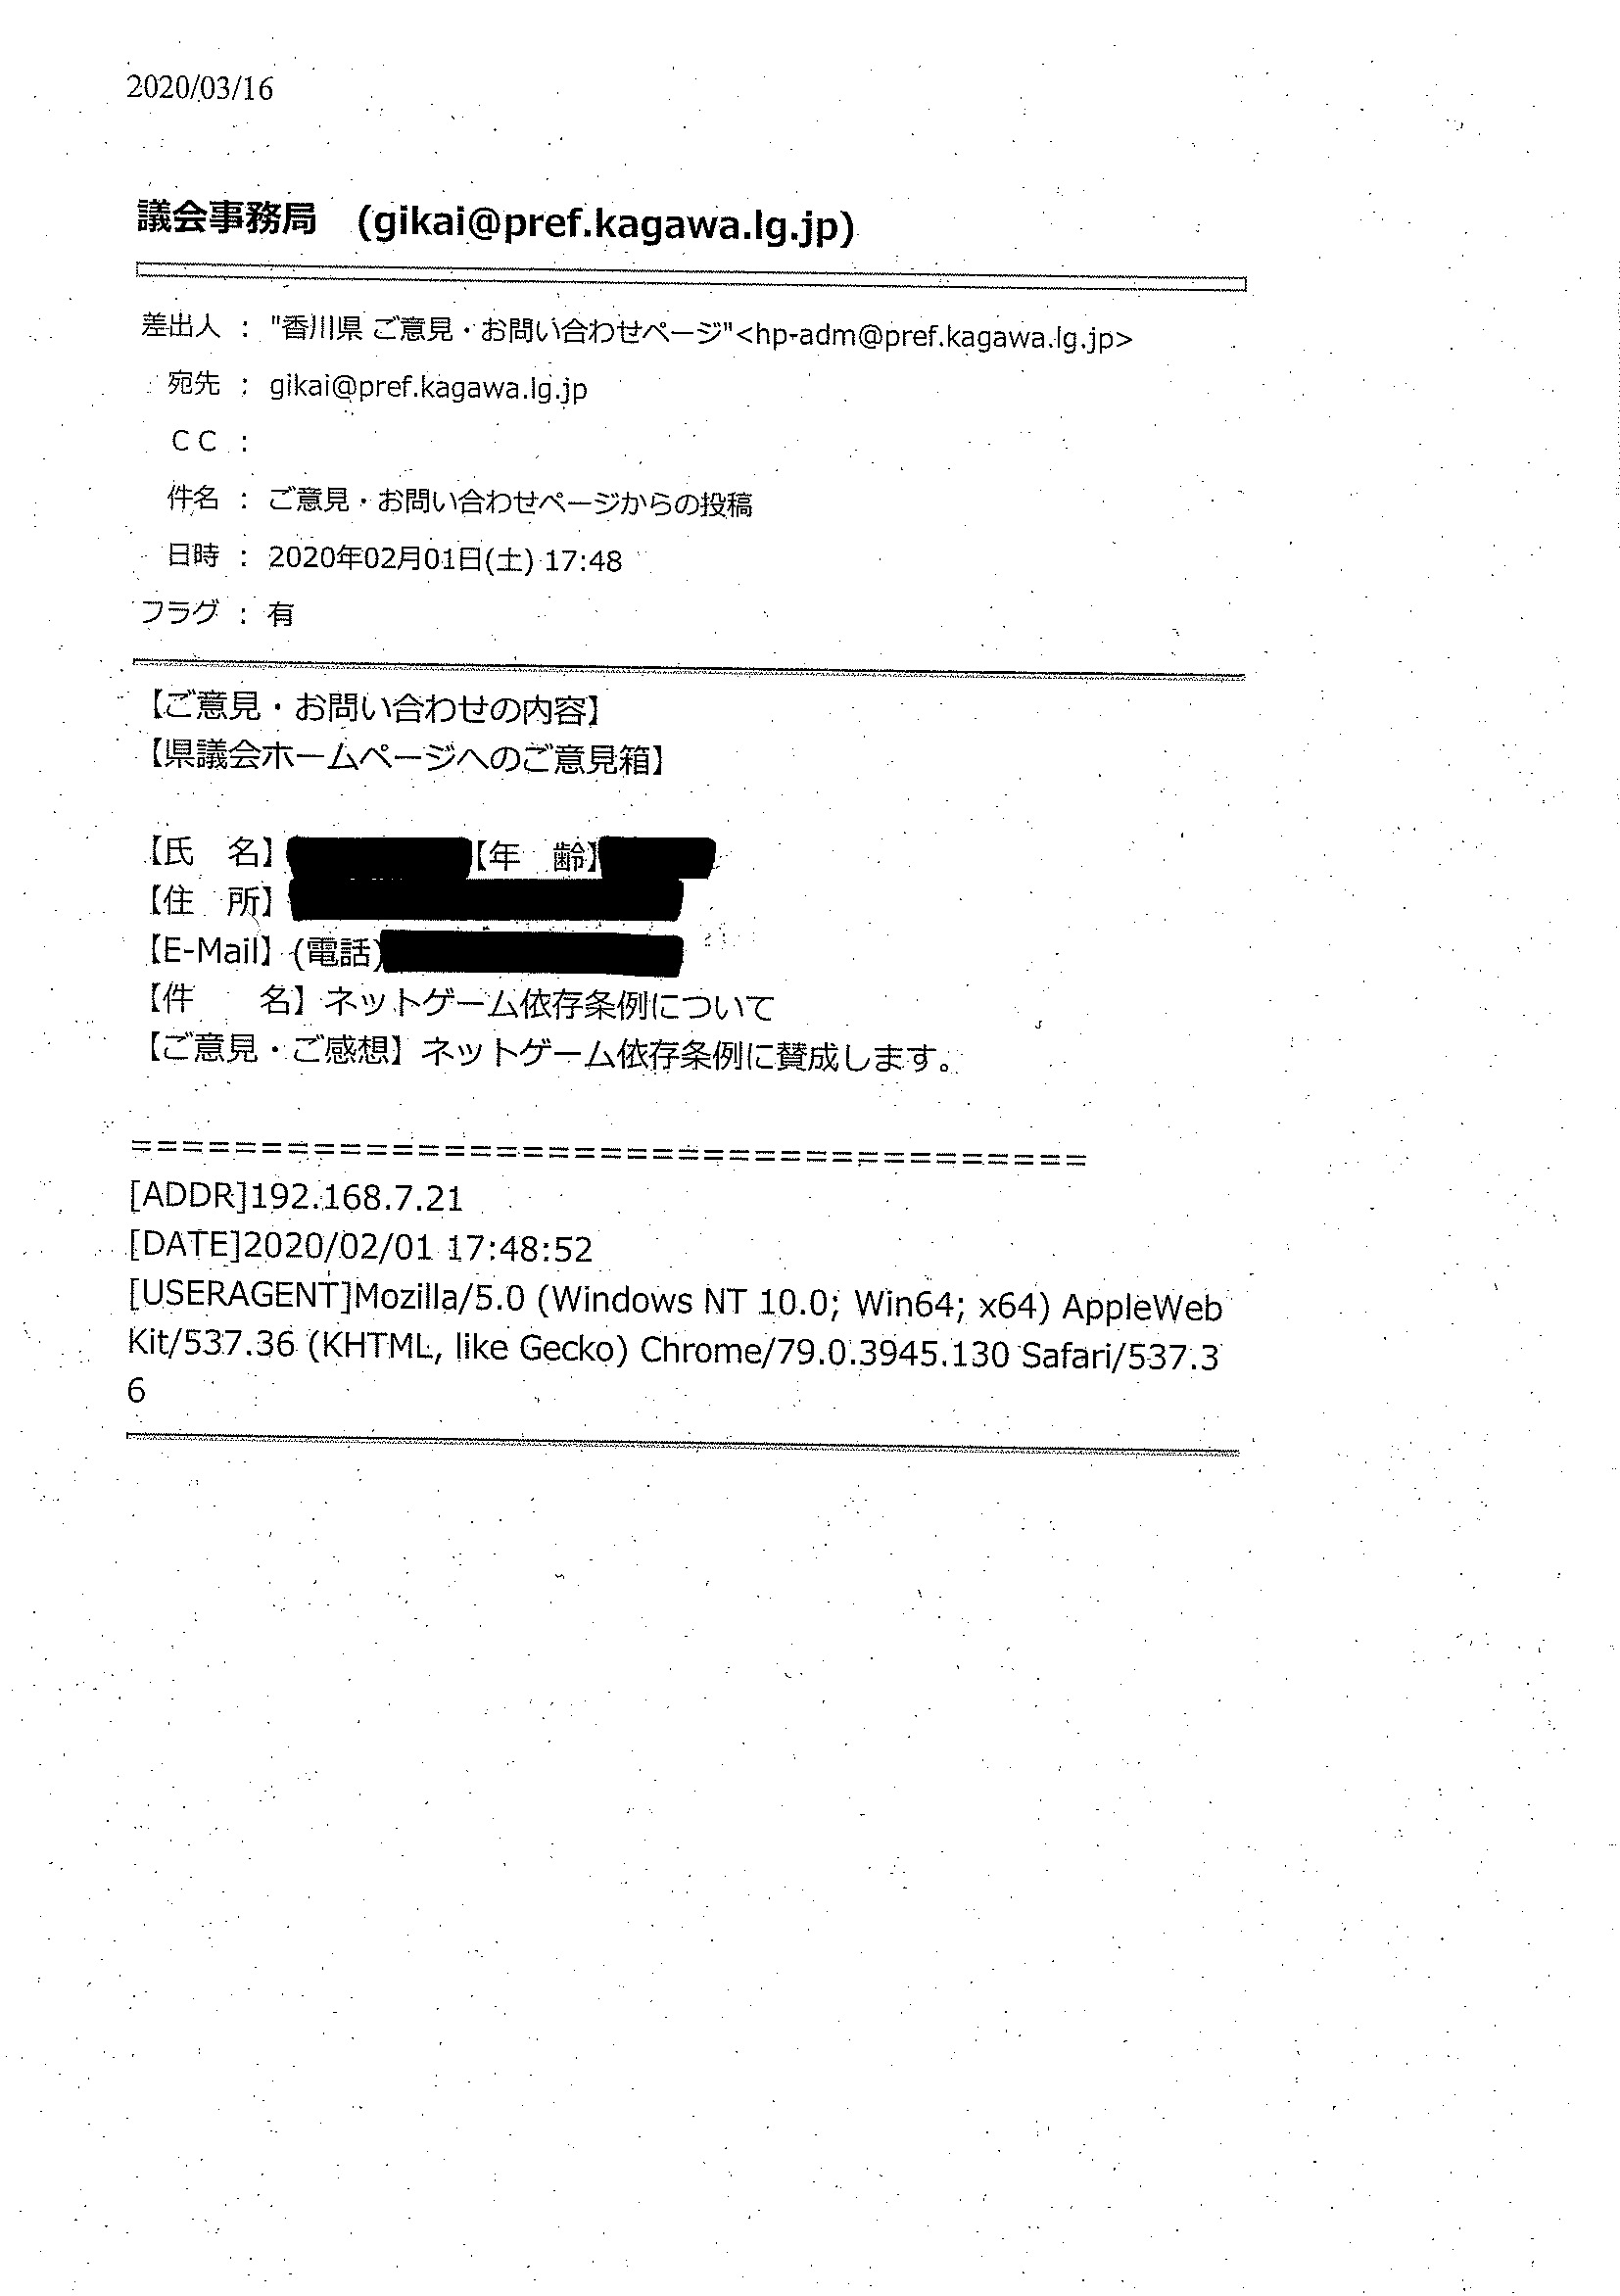 2020/03/16
議会事務局　(gikai@pref.kagawa.lg.jp)
差出人 : "香川県 ご意見・お問い合わせページ"<hp-adm@pref.kagawa.lg.jp>
宛先 : gikai@pref.kagawa.lg.jp
ＣＣ :
件名 : ご意見・お問い合わせページからの投稿
日時 : 2020年02月01日(土) 17:48
フラグ : 有
【ご意見・お問い合わせの内容】
【県議会ホームページへのご意見箱】
【氏　名】【年　齢】
【住　所】
【E-Mail】(電話)
【件　　名】ネットゲーム依存条例について
【ご意見・ご感想】ネットゲーム依存条例に賛成します。
=====================================
[ADDR]192.168.7.21
[DATE]2020/02/01 17:48:52
[USERAGENT]Mozilla/5.0 (Windows NT 10.0; Win64; x64) AppleWeb
Kit/537.36 (KHTML, like Gecko) Chrome/79.0.3945.130 Safari/537.3
6